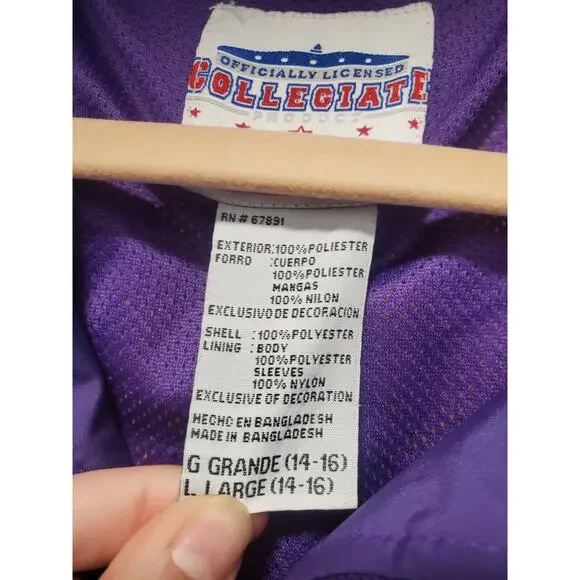 OFFICIALLY LICENSED
COLLEGIATE
PRODUCT
RN # 67891
EXTERIOR:100% POLIESTER
FORRO :CUERPO
100% POLIESTER
MANGAS
100% NILON
EXCLUSIVO DE DECORACION
SHELL :100% POLYESTER
LINING :BODY
100% POLYESTER
SLEEVES
100% NYLON
EXCLUSIVE OF DECORATION
HECHO EN BANGLADESH
MADE IN BANGLADESH
G GRANDE (14-16)
L LARGE (14-16)